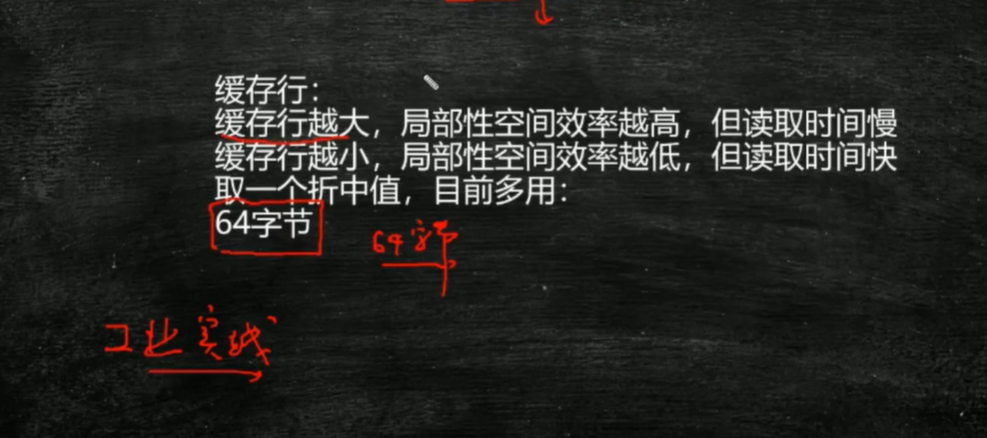 缓存行：
缓存行越大，局部性空间效率越高，但读取时间慢
缓存行越小，局部性空间效率越低，但读取时间快
取一个折中值，目前多用：
64字节
64字节
工业实践